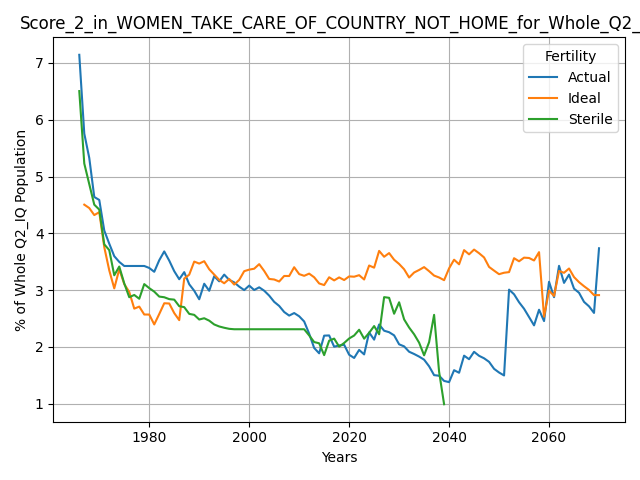 Score_2_in_WOMEN_TAKE_CARE_OF_COUNTRY_NOT_HOME_for_Whole_Q2_
Fertility
Actual
Ideal
Sterile
% of Whole Q2_IQ Population
7
6
5
4
3
2
1
1980 2000 2020 2040 2060
Years